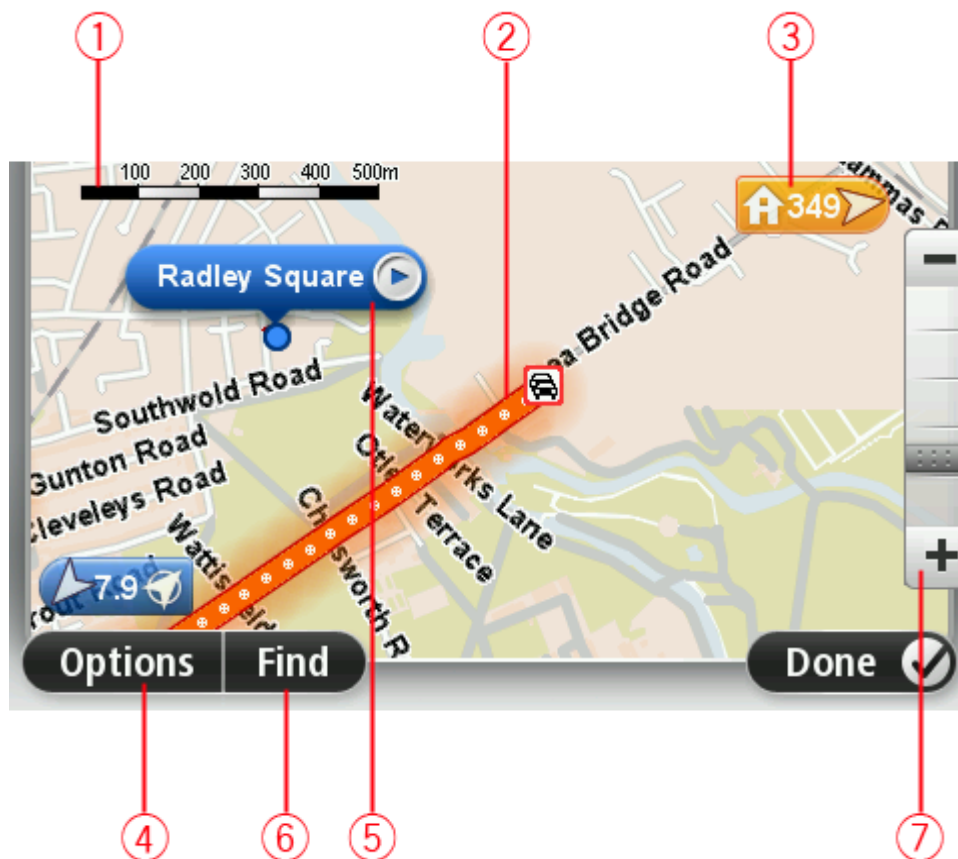 1
2
3
100 200 300 400 500m
349
Radley Square
Bridge Road
Southwold Road
Gunton Road
Cleveleys Road
Lane
Terrace
7.9
Options
Find
Done
4
6
5
7